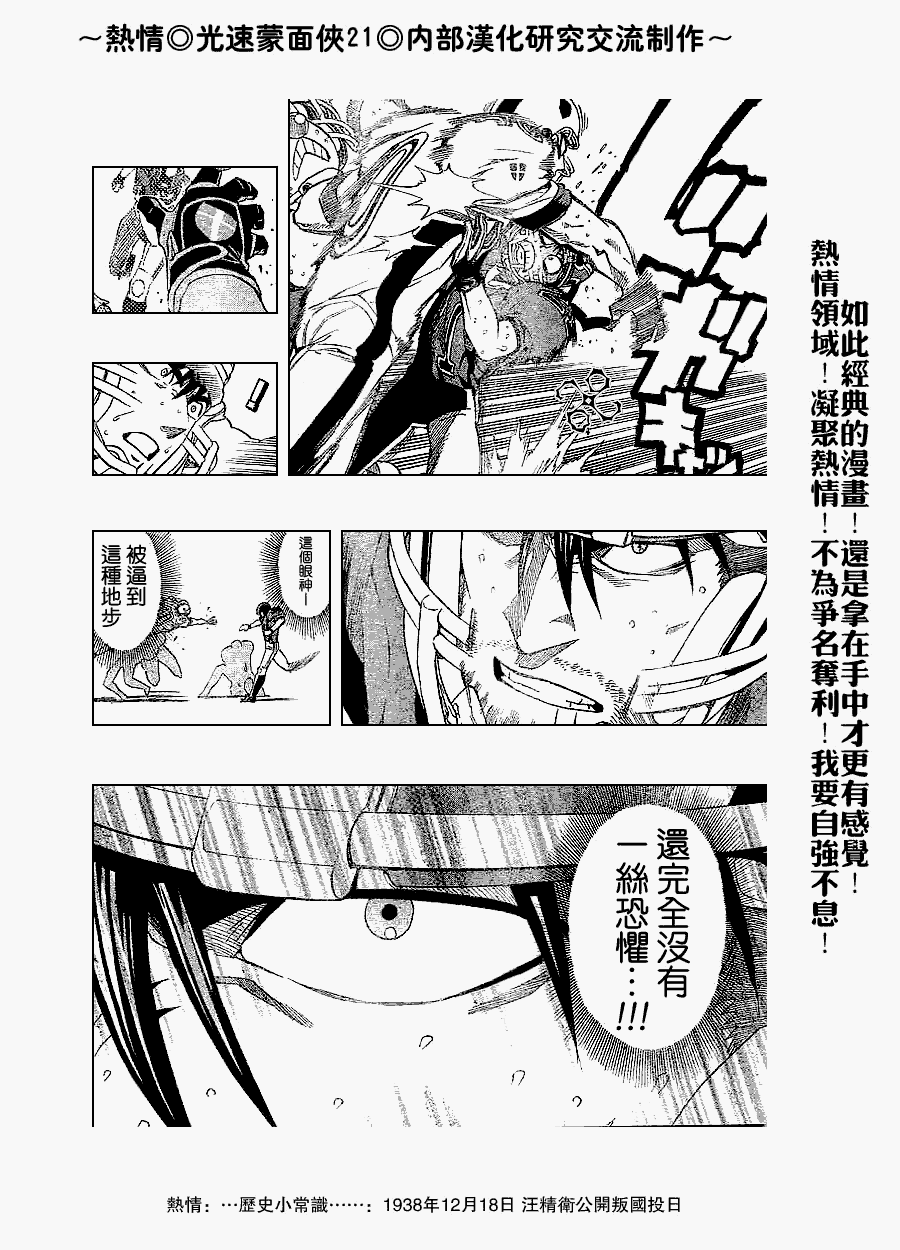 ~熱情◎光速蒙面俠21◎内部漢化研究交流制作~
如此經典的漫畫！還是拿在手中才更有感覺！
熱情領域！凝聚熱情！不為爭名奪利！我要自強不息！
!
這個眼神—
被逼到
這種地步
還完全沒有
一絲恐懼…!!!
熱情：…歷史小常識……：1938年12月18日 汪精衛公開叛國投日